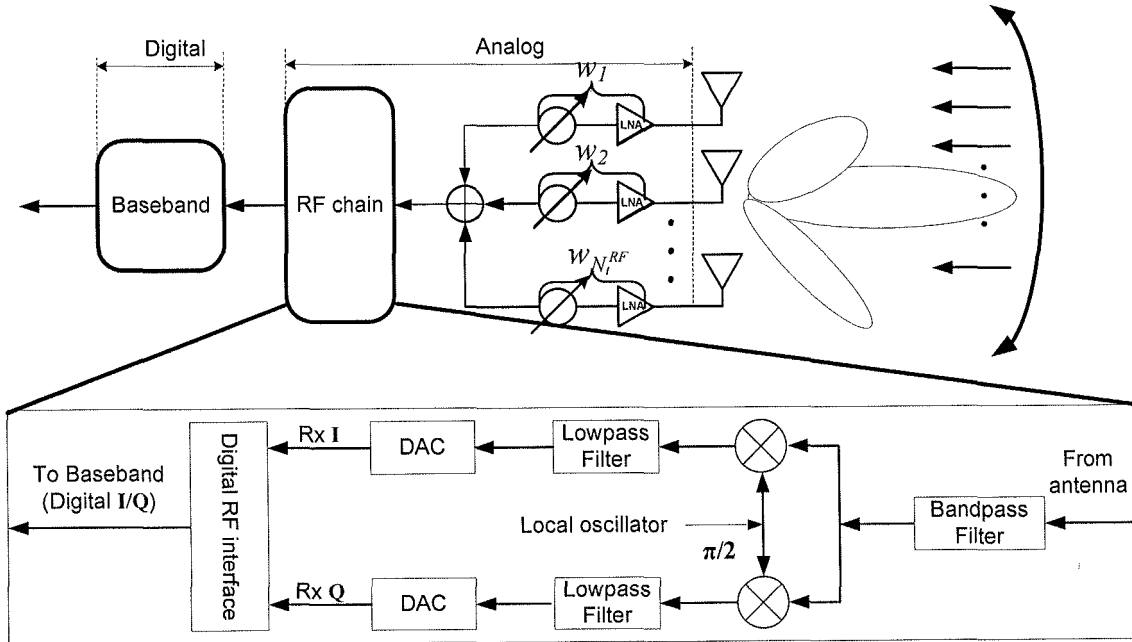 Digital
Analog
w1
LNA
w2
LNA
wNtRF
LNA
Baseband
RF chain
Rx I
DAC
Lowpass
Filter
To Baseband
(Digital I/Q)
Digital RF
interface
Local oscillator
π/2
From
antenna
Bandpass
Filter
Rx Q
DAC
Lowpass
Filter